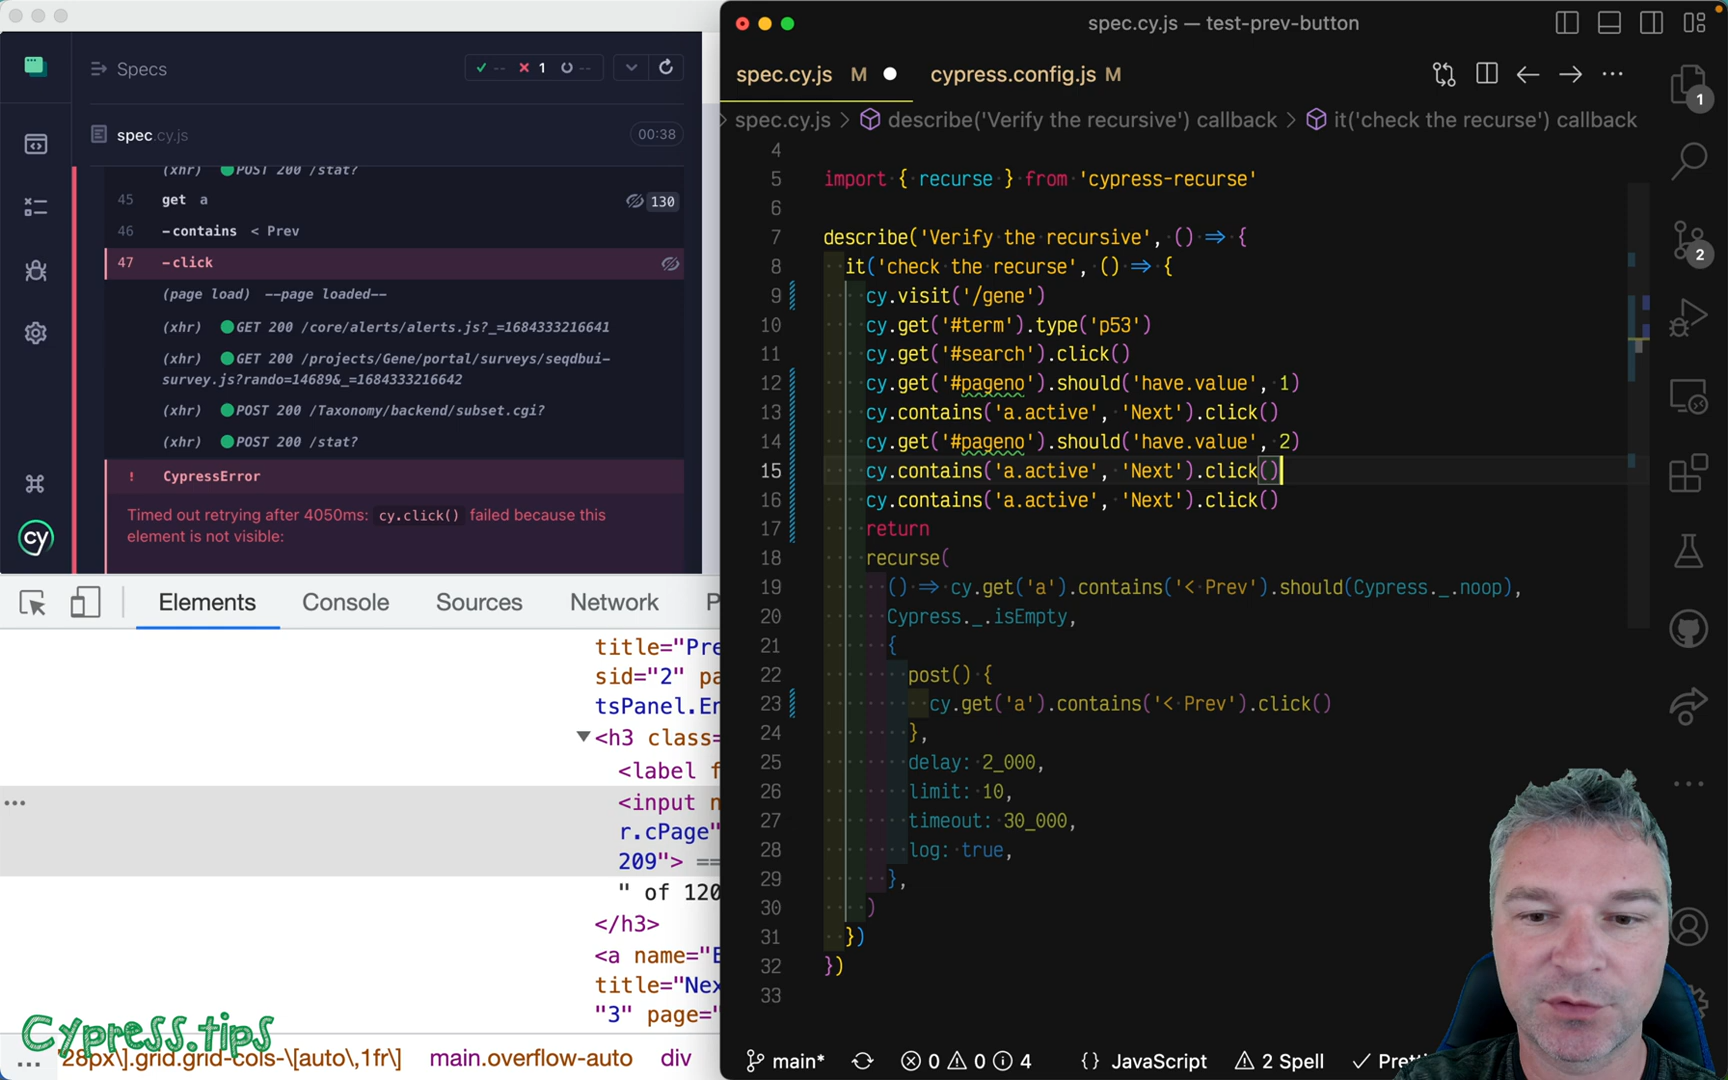 spec.cy.js — test-prev-button
Specs
-- 1 --
spec.cy.js M
cypress.config.js M
spec.cy.js
00:38
spec.cy.js > describe('Verify the recursive') callback > it('check the recurse') callback
(xhr) POST 200 /stat?
45 get a 130
46 -contains < Prev
47 -click
(page load) --page loaded--
(xhr) GET 200 /core/alerts/alerts.js?_=1684333216641
(xhr) GET 200 /projects/Gene/portal/surveys/seqdbui-
survey.js?rando=14689&_=1684333216642
(xhr) POST 200 /Taxonomy/backend/subset.cgi?
(xhr) POST 200 /stat?
! CypressError
Timed out retrying after 4050ms: cy.click() failed because this
element is not visible:
Elements Console Sources Network P
title="Pre
sid="2" pa
tsPanel.Er
<h3 class=
<label f
<input n
r.cPage"
209"> ==
" of 120
</h3>
<a name="E
title="Nex
"3" page="
Cypress.tips
... "28px\].grid.grid-cols-\[auto\,1fr\] main.overflow-auto div
4
5 import { recurse } from 'cypress-recurse'
6
7 describe('Verify the recursive', () => {
8 it('check the recurse', () => {
9 cy.visit('/gene')
10 cy.get('#term').type('p53')
11 cy.get('#search').click()
12 cy.get('#pageno').should('have.value', 1)
13 cy.contains('a.active', 'Next').click()
14 cy.get('#pageno').should('have.value', 2)
15 cy.contains('a.active', 'Next').click()
16 cy.contains('a.active', 'Next').click()
17 return
18 recurse(
19 () => cy.get('a').contains('< Prev').should(Cypress._.noop),
20 Cypress._.isEmpty,
21 {
22 post() {
23 cy.get('a').contains('< Prev').click()
24 },
25 delay: 2_000,
26 limit: 10,
27 timeout: 30_000,
28 log: true,
29 },
30 )
31 })
32 })
33
1
2
cy
main* 0 0 4 {} JavaScript 2 Spell Pretti